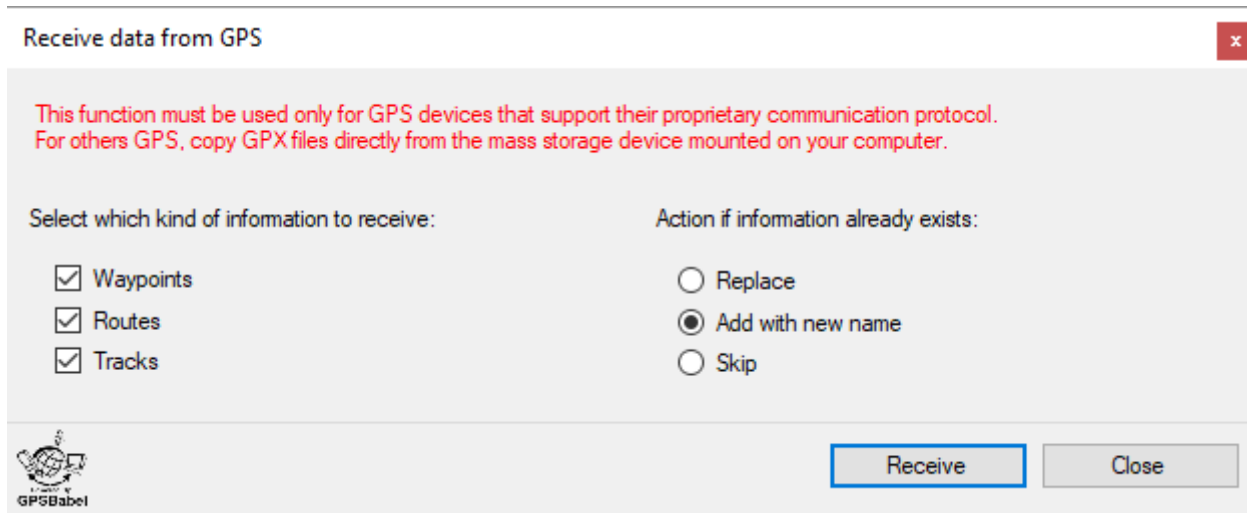 Receive data from GPS
x
This function must be used only for GPS devices that support their proprietary communication protocol.
For others GPS, copy GPX files directly from the mass storage device mounted on your computer.
Select which kind of information to receive:
Action if information already exists:
Waypoints
Replace
Routes
Add with new name
Tracks
Skip
GPSBabel
Receive
Close